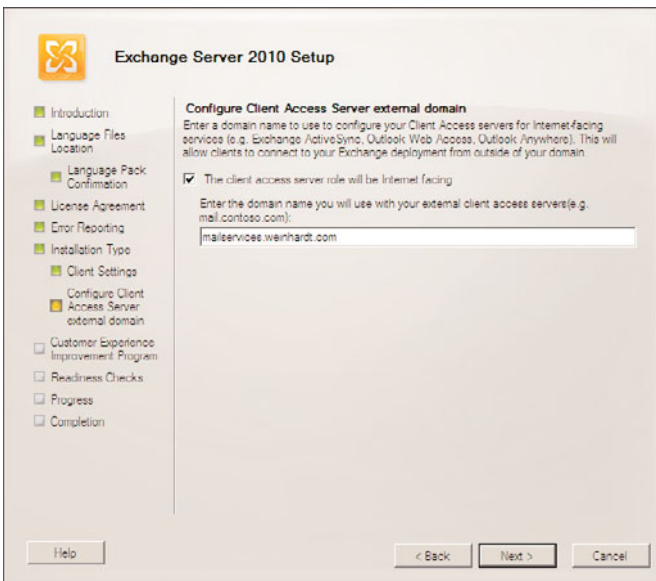 Exchange Server 2010 Setup
Introduction
Language Files
Location
Language Pack
Confirmation
License Agreement
Error Reporting
Installation Type
Client Settings
Configure Client
Access Server
external domain
Customer Experience
Improvement Program
Readiness Checks
Progress
Completion
Configure Client Access Server external domain
Enter a domain name to use to configure your Client Access servers for Internet-facing
services (e.g. Exchange ActiveSync, Outlook Web Access, Outlook Anywhere). This will
allow clients to connect to your Exchange deployment from outside of your domain.
The client access server role will be Internet facing
Enter the domain name you will use with your external client access servers(e.g.
mail.contoso.com):
mailservices.weinhardt.com
Help
< Back
Next >
Cancel